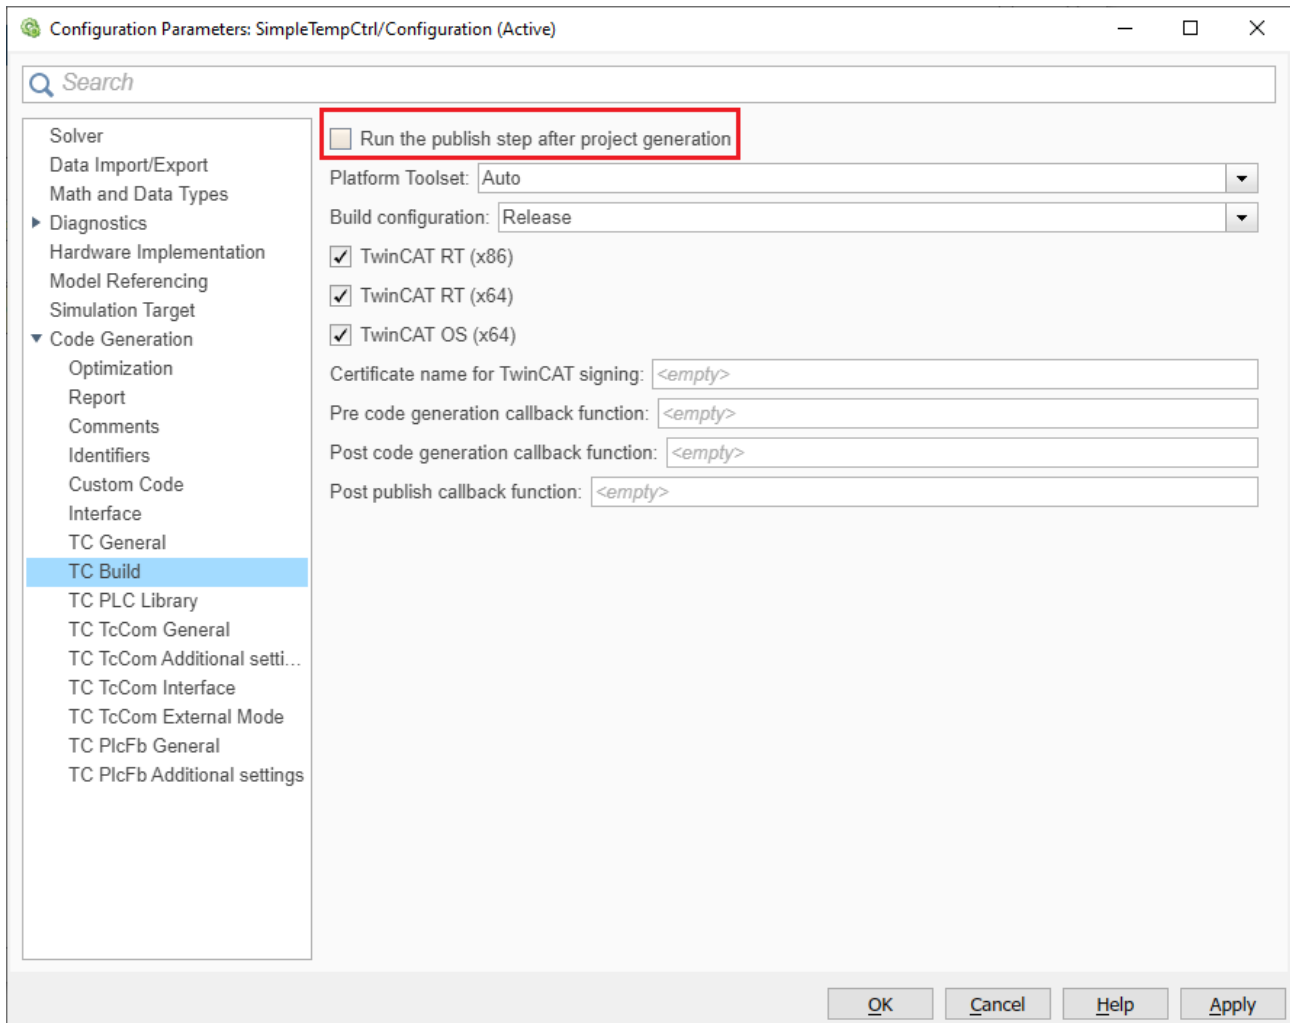 Configuration Parameters: SimpleTempCtrl/Configuration (Active)
Search
Solver
Data Import/Export
Math and Data Types
Diagnostics
Hardware Implementation
Model Referencing
Simulation Target
Code Generation
Optimization
Report
Comments
Identifiers
Custom Code
Interface
TC General
TC Build
TC PLC Library
TC TcCom General
TC TcCom Additional setti...
TC TcCom Interface
TC TcCom External Mode
TC PlcFb General
TC PlcFb Additional settings
Run the publish step after project generation
Platform Toolset: Auto
Build configuration: Release
TwinCAT RT (x86)
TwinCAT RT (x64)
TwinCAT OS (x64)
Certificate name for TwinCAT signing: <empty>
Pre code generation callback function: <empty>
Post code generation callback function: <empty>
Post publish callback function: <empty>
OK Cancel Help Apply